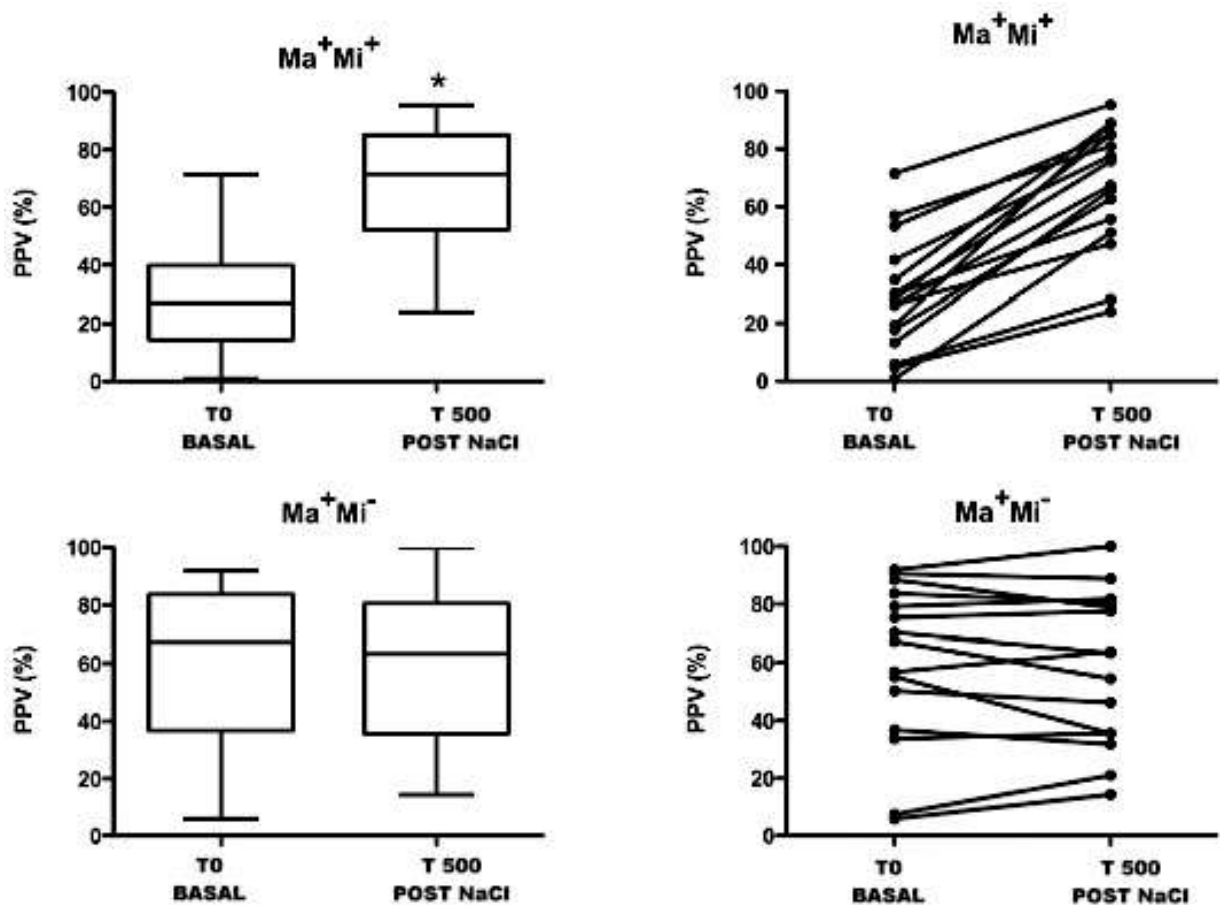 Ma+Mi+
*
PPV (%)
100
80
60
40
20
0
T0
BASAL
T 500
POST NaCl
Ma+Mi+
PPV (%)
100
80
60
40
20
0
T0
BASAL
T 500
POST NaCl
Ma+Mi-
PPV (%)
100
80
60
40
20
0
T0
BASAL
T 500
POST NaCl
Ma+Mi-
PPV (%)
100
80
60
40
20
0
T0
BASAL
T 500
POST NaCl